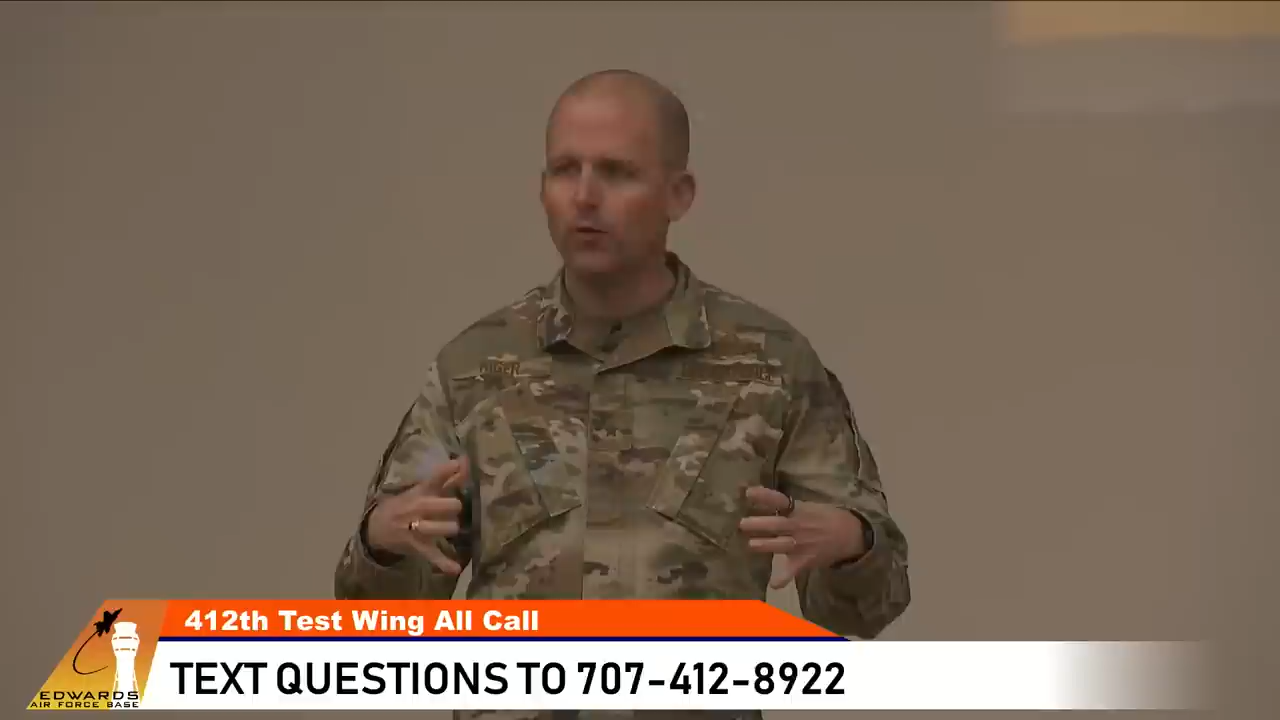 412th Test Wing All Call
TEXT QUESTIONS TO 707-412-8922
EDWARDS
AIR FORCE BASE